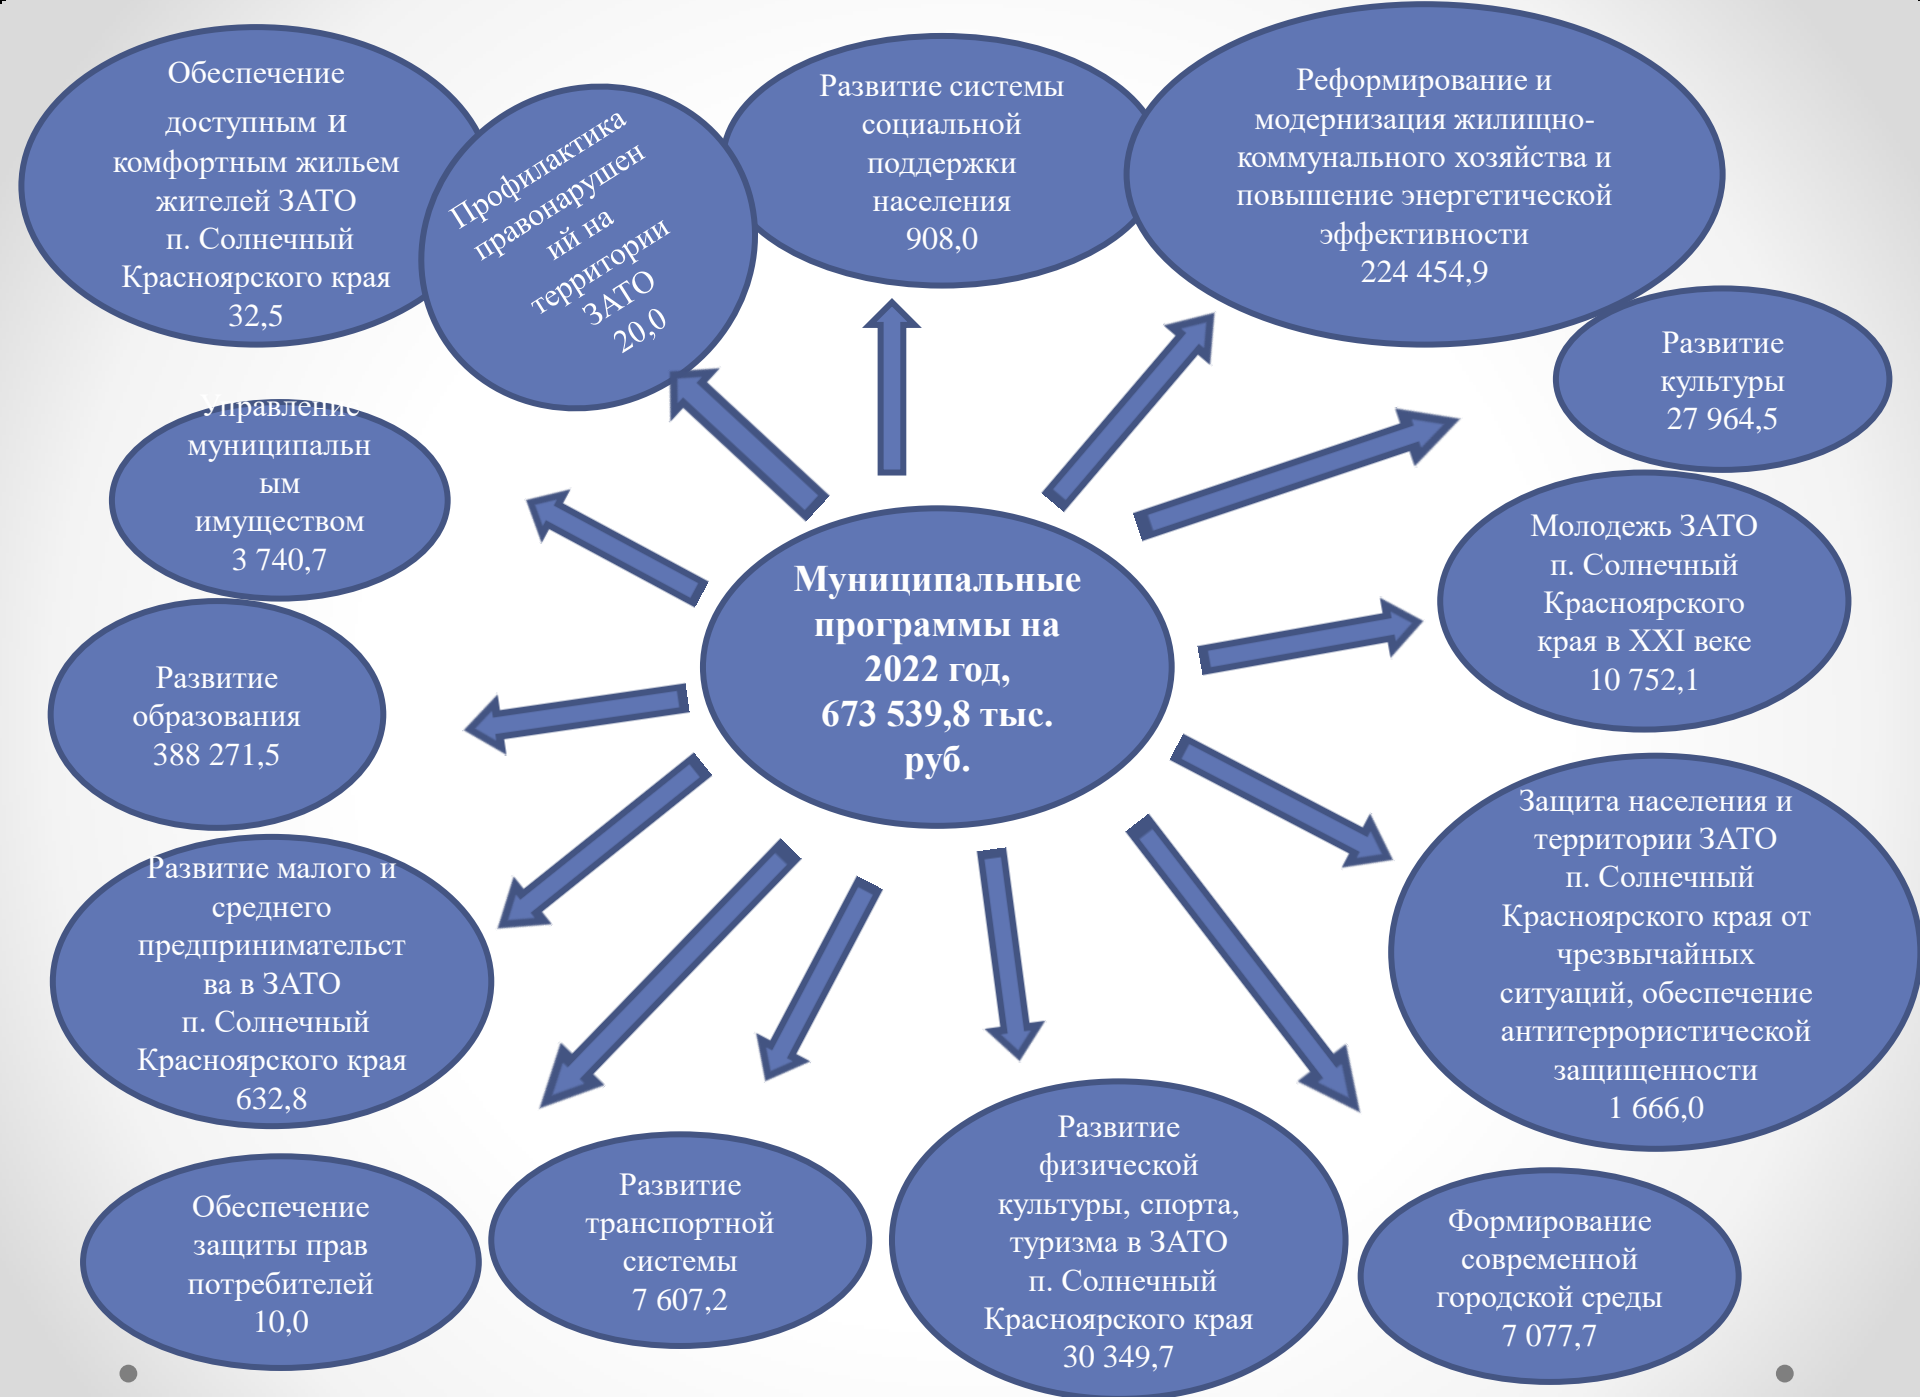 Обеспечение
доступным и
комфортным жильем
жителей ЗАТО
п. Солнечный
Красноярского края
32,5
Профилактика
правонарушен
ий на
территории
ЗАТО
20,0
Развитие системы
социальной
поддержки
населения
908,0
Реформирование и
модернизация жилищно-
коммунального хозяйства и
повышение энергетической
эффективности
224 454,9
Развитие
культуры
27 964,5
Управление
муниципальн
ым
имуществом
3 740,7
Молодежь ЗАТО
п. Солнечный
Красноярского
края в XXI веке
10 752,1
Муниципальные
программы на
2022 год,
673 539,8 тыс.
руб.
Развитие
образования
388 271,5
Защита населения и
территории ЗАТО
п. Солнечный
Красноярского края от
чрезвычайных
ситуаций, обеспечение
антитеррористической
защищенности
1 666,0
Развитие малого и
среднего
предпринимательст
ва в ЗАТО
п. Солнечный
Красноярского края
632,8
Обеспечение
защиты прав
потребителей
10,0
Развитие
транспортной
системы
7 607,2
Развитие
физической
культуры, спорта,
туризма в ЗАТО
п. Солнечный
Красноярского края
30 349,7
Формирование
современной
городской среды
7 077,7